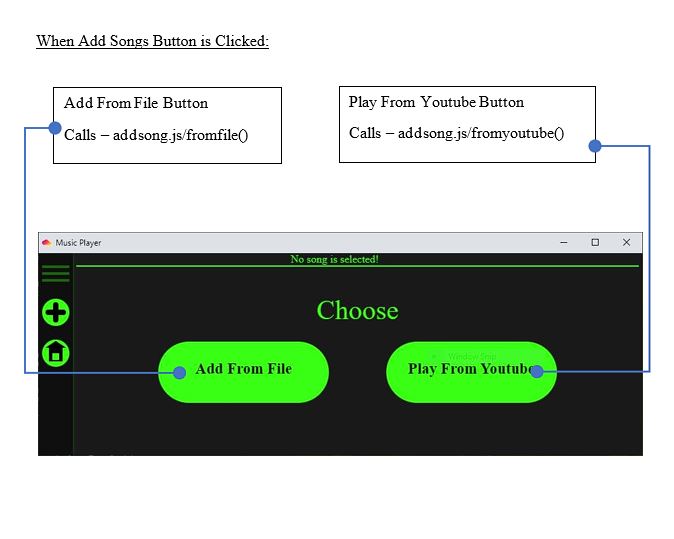 When Add Songs Button is Clicked:
Add From File Button
Calls – addsong.js/fromfile()
Play From Youtube Button
Calls – addsong.js/fromyoutube()
Music Player
No song is selected!
Choose
Add From File
Window Snip
Play From Youtube